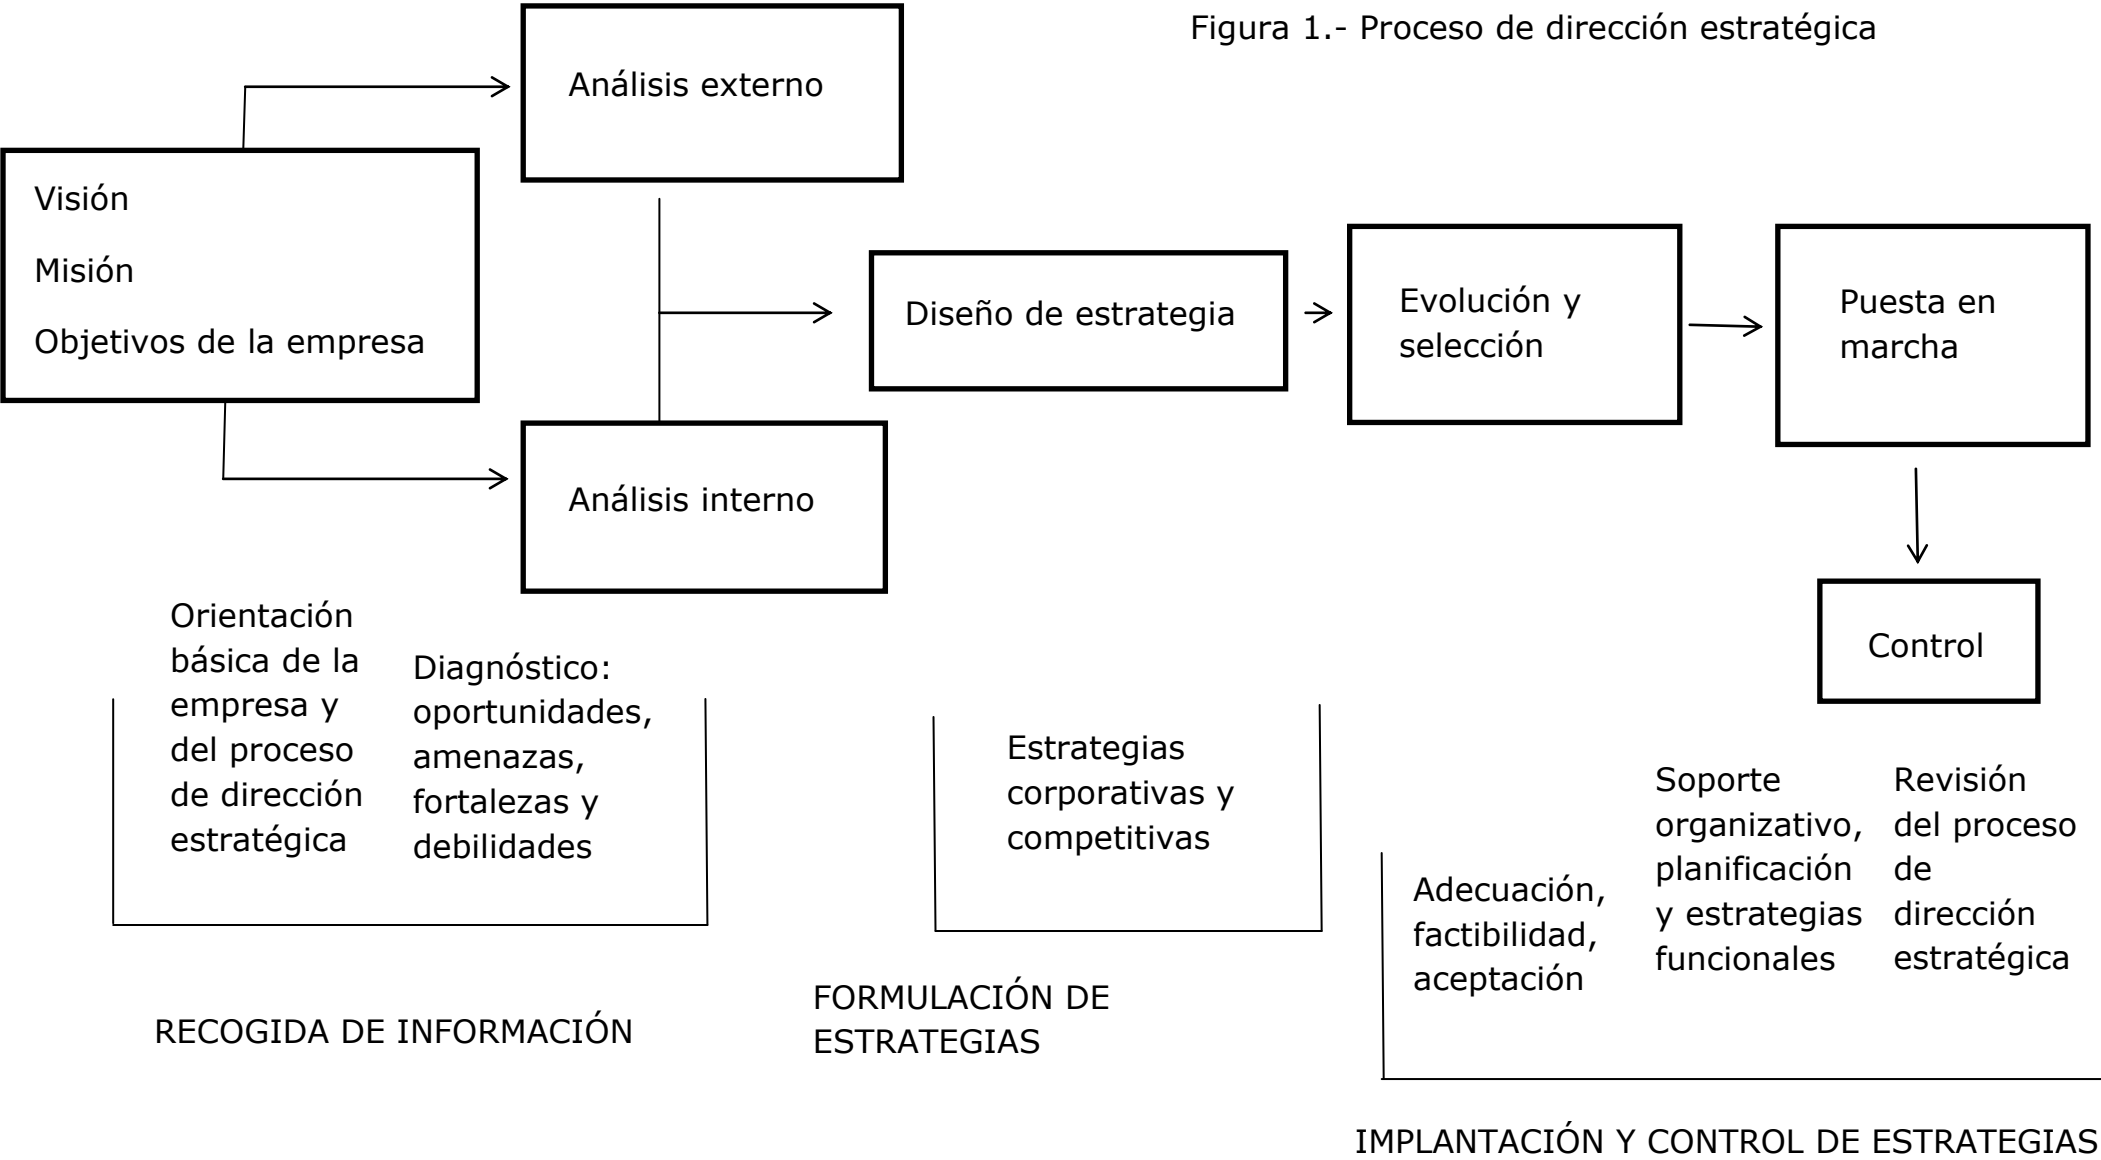 Figura 1.- Proceso de dirección estratégica
Análisis externo
Visión
Misión
Objetivos de la empresa
Análisis interno
Diseño de estrategia
Evolución y
selección
Puesta en
marcha
Control
Orientación
básica de la
empresa y
del proceso
de dirección
estratégica
Diagnóstico:
oportunidades,
amenazas,
fortalezas y
debilidades
RECOGIDA DE INFORMACIÓN
Estrategias
corporativas y
competitivas
FORMULACIÓN DE
ESTRATEGIAS
Adecuación,
factibilidad,
aceptación
Soporte
organizativo,
planificación
y estrategias
funcionales
Revisión
del proceso
de
dirección
estratégica
IMPLANTACIÓN Y CONTROL DE ESTRATEGIAS